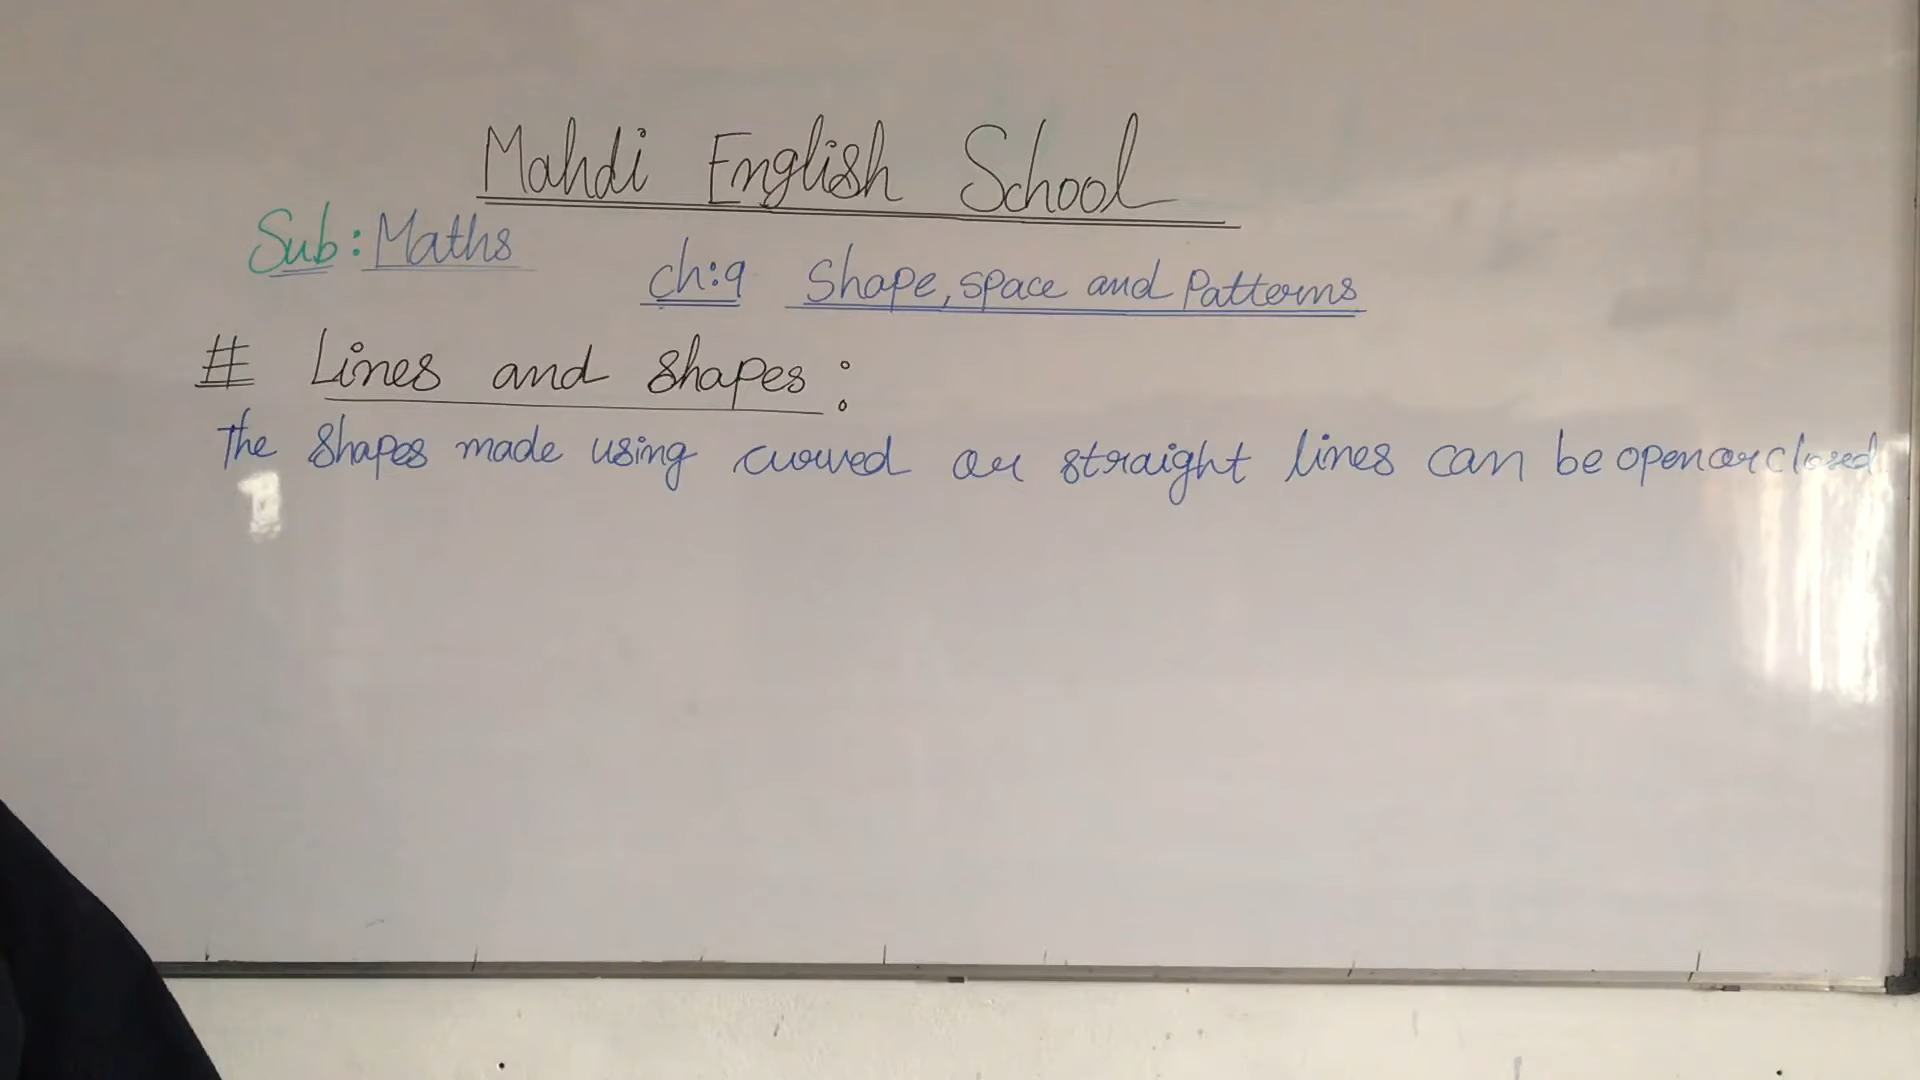 Mahdi English School
Sub: Maths
ch:9 Shape, space and Patterns
# Lines and shapes:
The shapes made using curved or straight lines can be open or closed